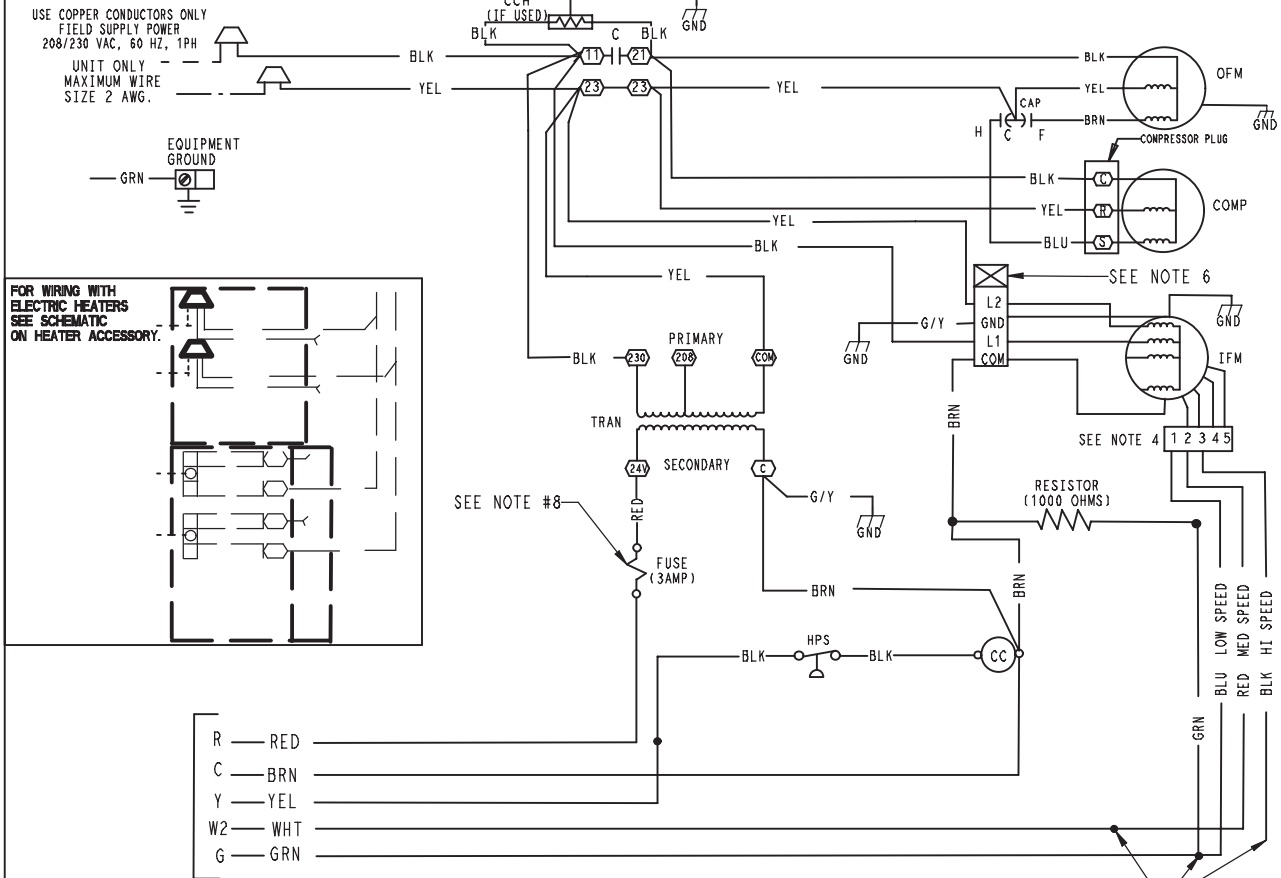 USE COPPER CONDUCTORS ONLY
FIELD SUPPLY POWER
208/230 VAC, 60 HZ, 1PH
UNIT ONLY
MAXIMUM WIRE
SIZE 2 AWG.
CCH
(IF USED)
GND
BLK
C
BLK
BLK
11
21
BLK
OFM
YEL
23
23
YEL
YEL
CAP
BRN
GND
H
C
F
COMPRESSOR PLUG
EQUIPMENT
GROUND
GRN
BLK
C
YEL
R
COMP
BLU
S
YEL
BLK
YEL
SEE NOTE 6
FOR WIRING WITH
ELECTRIC HEATERS
SEE SCHEMATIC
ON HEATER ACCESSORY.
L2
GND
L1
COM
G/Y
GND
GND
IFM
PRIMARY
BLK
230
208
COM
TRAN
BRN
SEE NOTE 4
1 2 3 4 5
24V
SECONDARY
C
G/Y
GND
RED
SEE NOTE #8
RESISTOR
(1000 OHMS)
FUSE
(3AMP)
BRN
BRN
HPS
BLK
BLK
CC
BLU LOW SPEED
RED MED SPEED
BLK HI SPEED
GRN
R RED
C BRN
Y YEL
W2 WHT
G GRN